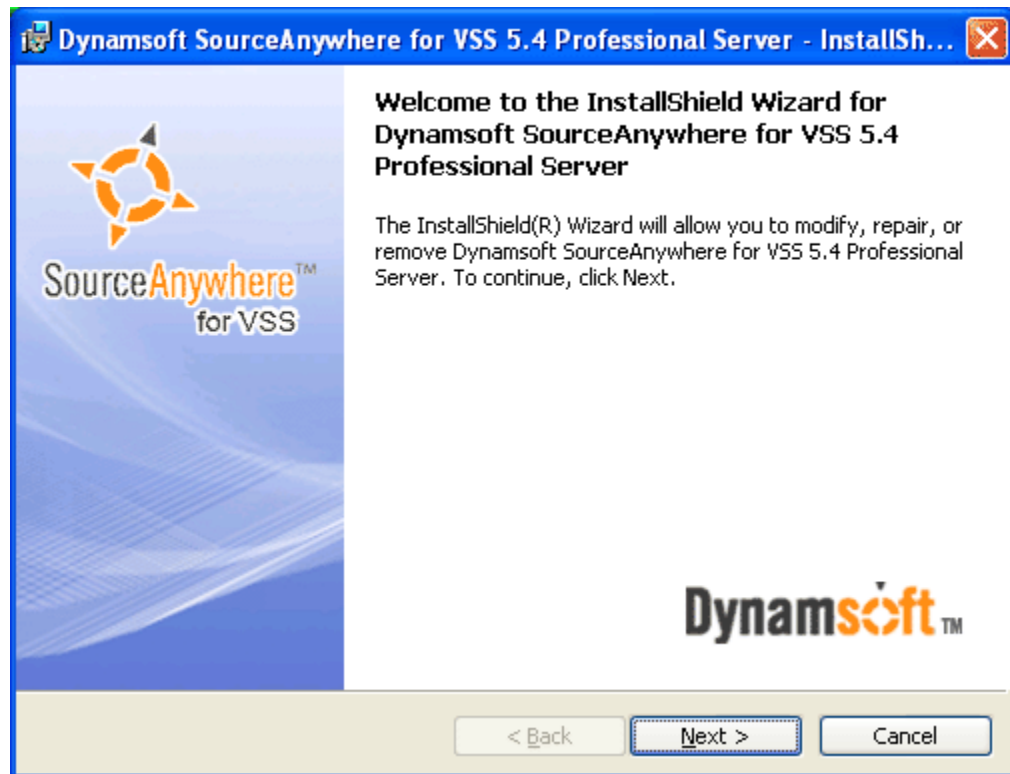 Dynamsoft SourceAnywhere for VSS 5.4 Professional Server - InstallSh...
Welcome to the InstallShield Wizard for
Dynamsoft SourceAnywhere for VSS 5.4
Professional Server
The InstallShield(R) Wizard will allow you to modify, repair, or
remove Dynamsoft SourceAnywhere for VSS 5.4 Professional
Server. To continue, click Next.
SourceAnywhere™
for VSS
Dynamsoft TM
< Back
Next >
Cancel